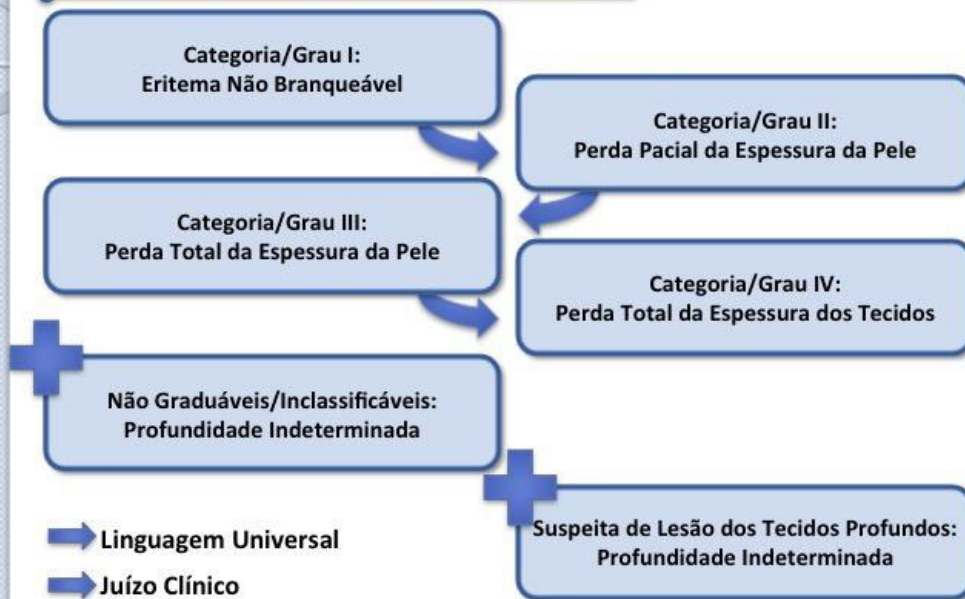 Categoria/Grau I:
Eritema Não Branqueável
Categoria/Grau II:
Perda Pacial da Espessura da Pele
Categoria/Grau III:
Perda Total da Espessura da Pele
Categoria/Grau IV:
Perda Total da Espessura dos Tecidos
Não Graduáveis/Inclassificáveis:
Profundidade Indeterminada
Suspeita de Lesão dos Tecidos Profundos:
Profundidade Indeterminada
Linguagem Universal
Juízo Clínico